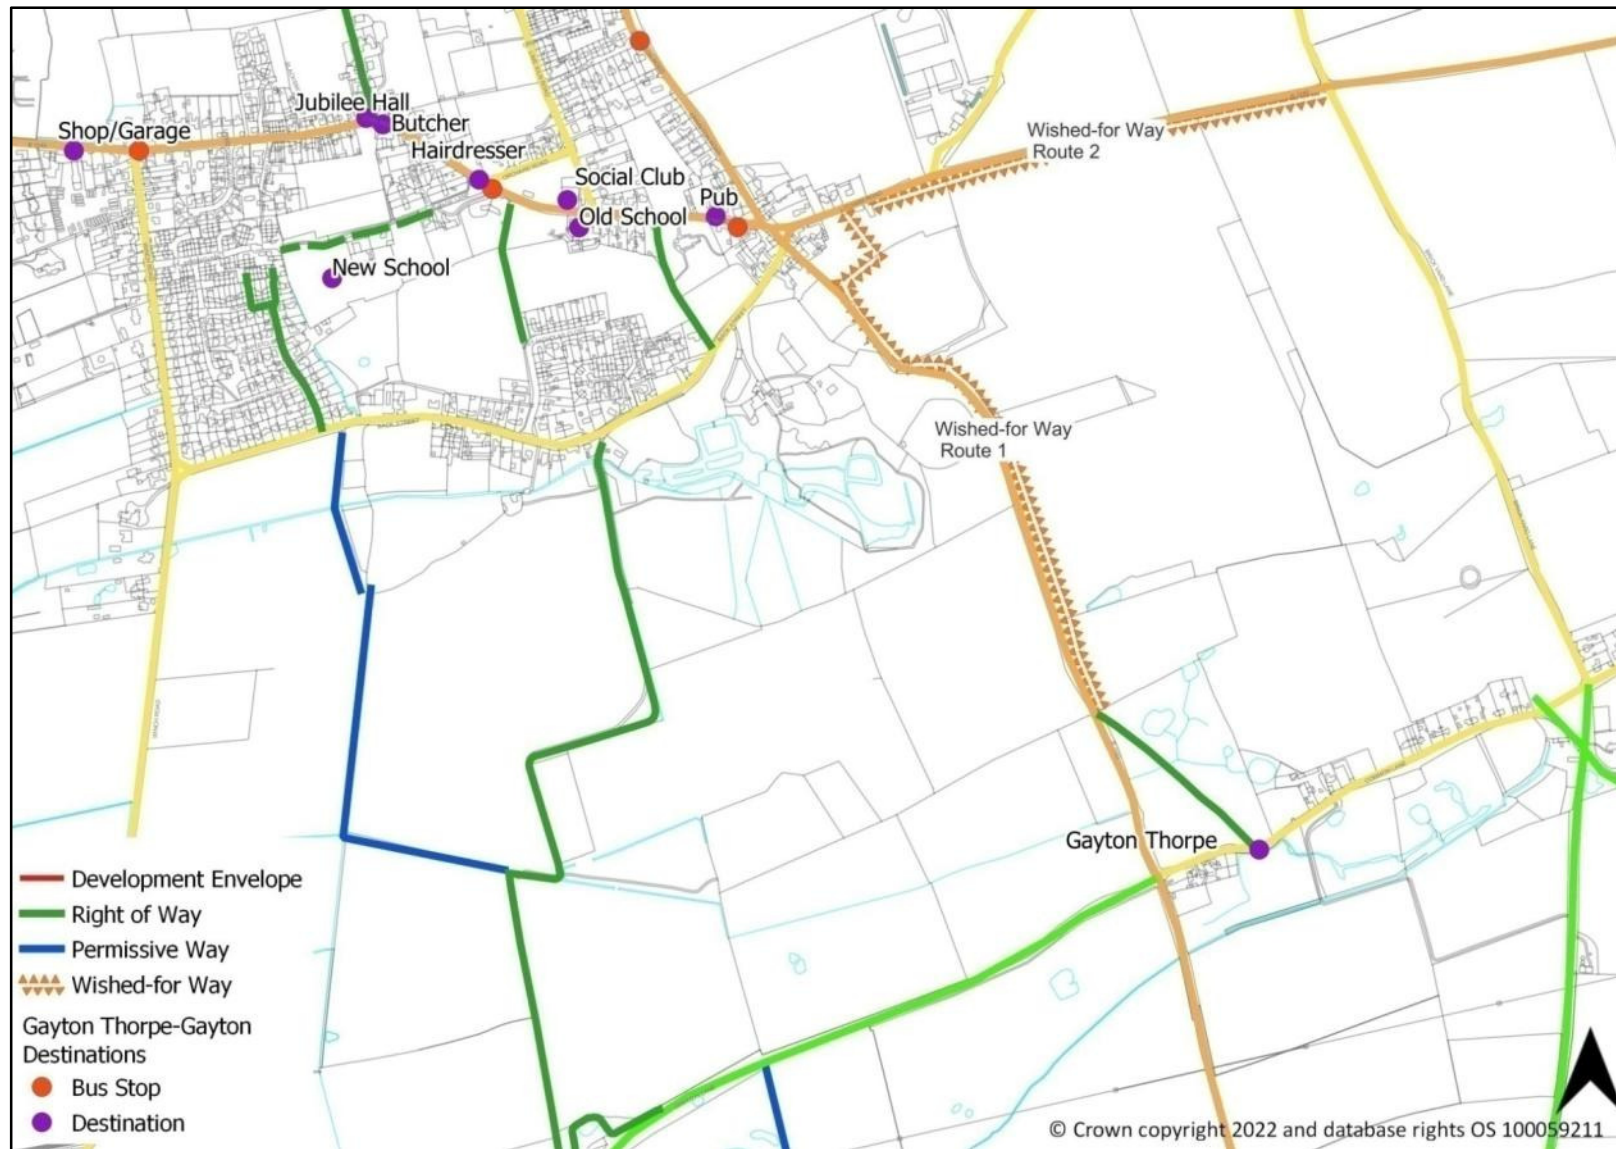 Jubilee Hall
Shop/Garage
Butcher
Hairdresser
Wished-for Way
Route 2
Social Club
Pub
Old School
New School
BACK STREET
Wished-for Way
Route 1
Gayton Thorpe
Development Envelope
Right of Way
Permissive Way
Wished-for Way
Gayton Thorpe-Gayton
Destinations
Bus Stop
Destination
© Crown copyright 2022 and database rights OS 100059211